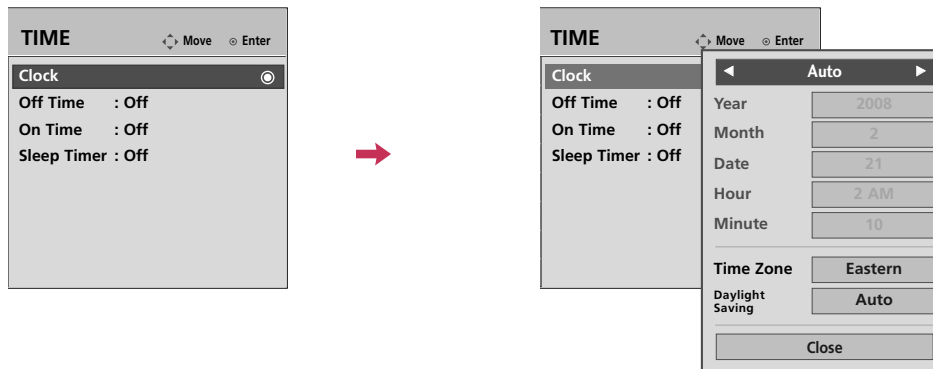 TIME Move Enter
Clock
Off Time : Off
On Time : Off
Sleep Timer : Off
TIME Move Enter
Clock
Off Time : Off
On Time : Off
Sleep Timer : Off
Auto
Year 2008
Month 2
Date 21
Hour 2 AM
Minute 10
Time Zone Eastern
Daylight
Saving Auto
Close